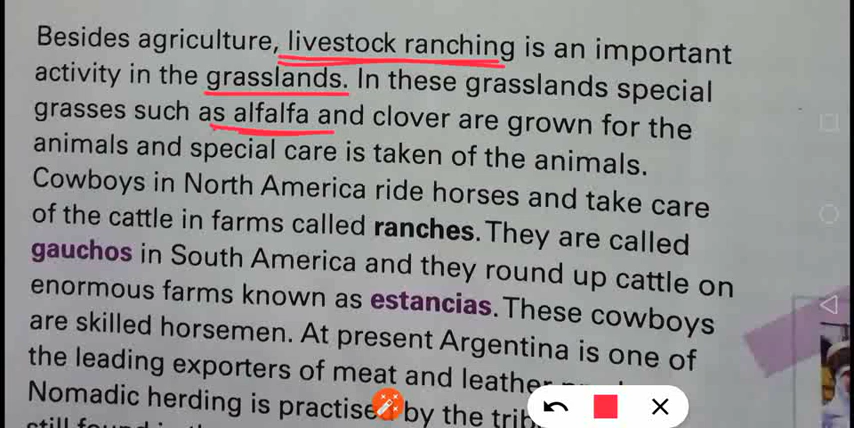 Besides agriculture, livestock ranching is an important
activity in the grasslands. In these grasslands special
grasses such as alfalfa and clover are grown for the
animals and special care is taken of the animals.
Cowboys in North America ride horses and take care
of the cattle in farms called ranches. They are called
gauchos in South America and they round up cattle on
enormous farms known as estancias. These cowboys
are skilled horsemen. At present Argentina is one of
the leading exporters of meat and
Nomadic herding is practised by the
still